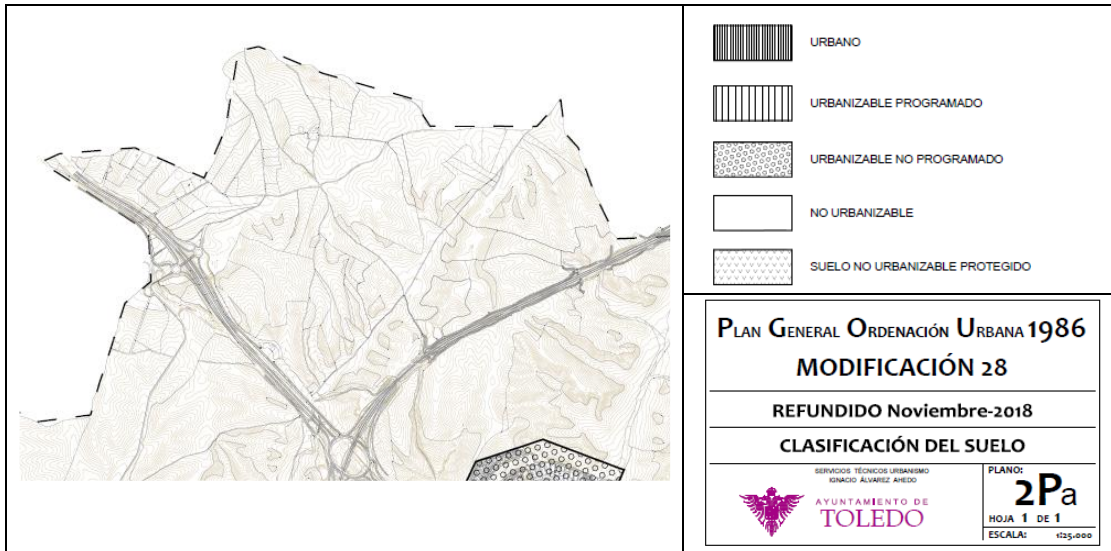 URBANO
URBANIZABLE PROGRAMADO
URBANIZABLE NO PROGRAMADO
NO URBANIZABLE
SUELO NO URBANIZABLE PROTEGIDO
PLAN GENERAL ORDENACIÓN URBANA 1986
MODIFICACIÓN 28
REFUNDIDO Noviembre-2018
CLASIFICACIÓN DEL SUELO
SERVICIOS TÉCNICOS URBANISMO
IGNACIO ÁLVAREZ AHEDO
AYUNTAMIENTO DE
TOLEDO
PLANO:
2Pa
HOJA 1 DE 1
ESCALA: 1:25.000